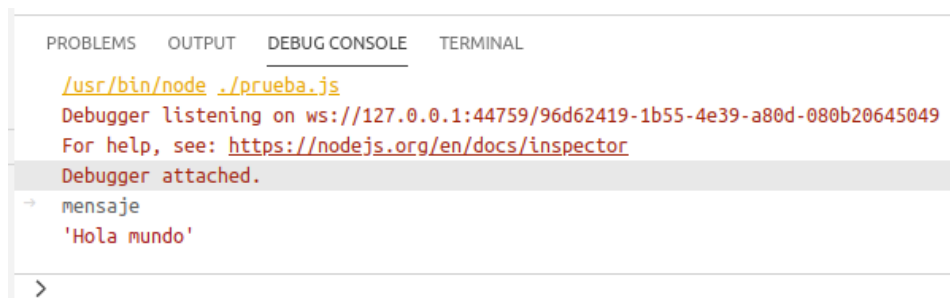 PROBLEMS OUTPUT DEBUG CONSOLE TERMINAL
/usr/bin/node ./prueba.js
Debugger listening on ws://127.0.0.1:44759/96d62419-1b55-4e39-a80d-080b20645049
For help, see: https://nodejs.org/en/docs/inspector
Debugger attached.
mensaje
'Hola mundo'